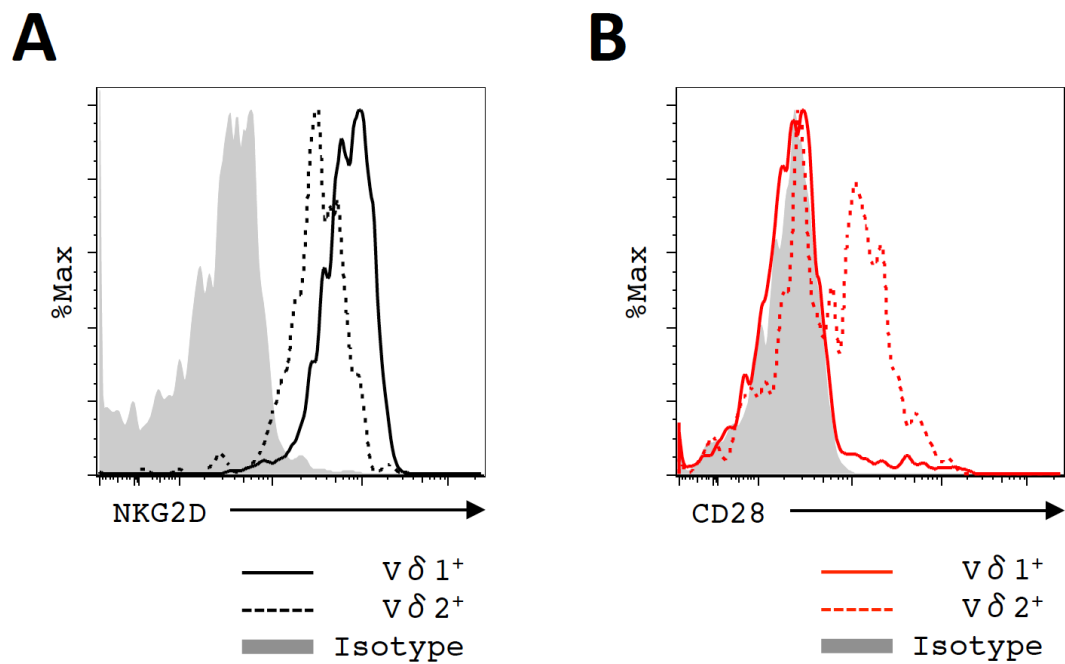 A
B
%Max
%Max
NKG2D
CD28
Vδ1⁺
Vδ2⁺
Isotype
Vδ1⁺
Vδ2⁺
Isotype